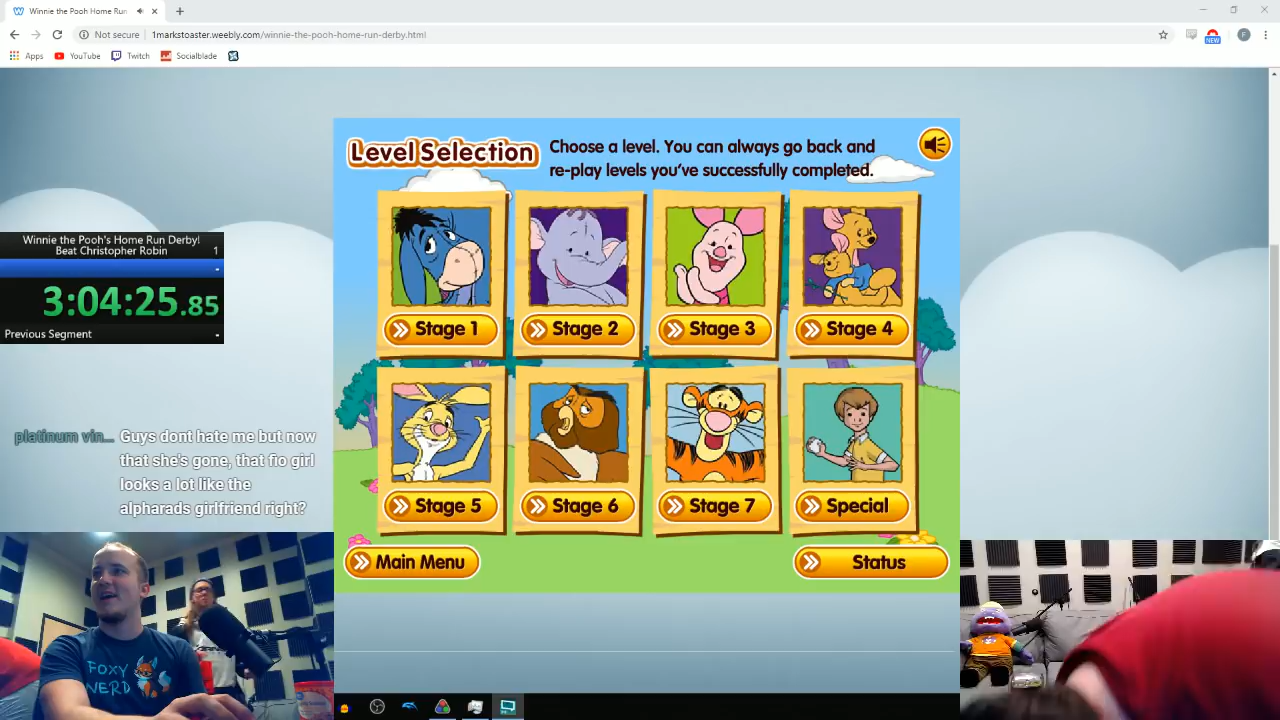 Winnie the Pooh Home Run
Not secure
1markstoaster.weebly.com/winnie-the-pooh-home-run-derby.html
NEW
F
Apps
YouTube
Twitch
Socialblade
Level Selection
Choose a level. You can always go back and
re-play levels you've successfully completed.
Winnie the Pooh's Home Run Derby!
Beat Christopher Robin 1
-
3:04:25.85
Previous Segment -
Stage 1
Stage 2
Stage 3
Stage 4
Stage 5
Stage 6
Stage 7
Special
Main Menu
Status
platinum vin... Guys dont hate me but now
that she's gone, that fio girl
looks a lot like the
alpharads girlfriend right?
FOXY
NERD